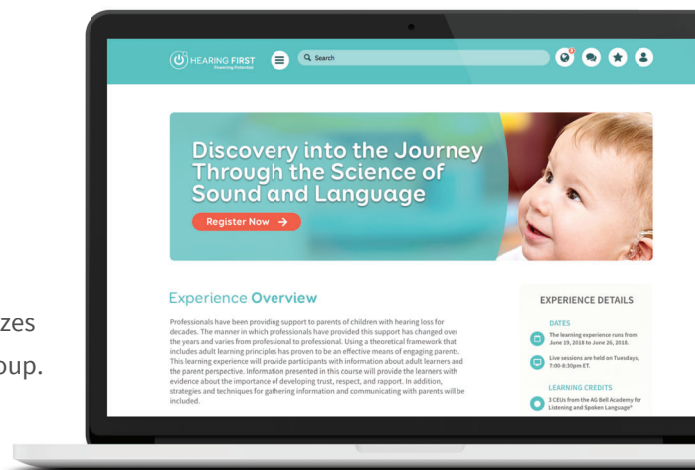 HEARING FIRST
Powering Potential
Search
Discovery into the Journey
Through the Science of
Sound and Language
Register Now
Experience Overview
Professionals have been providing support to parents of children with hearing loss for
decades. The manner in which professionals have provided this support has changed over
the years and varies from professional to professional. Using a theoretical framework that
includes adult learning principles has proven to be an effective means of engaging parents.
This learning experience will provide participants with information about adult learners and
the parent perspective. Information presented in this course will provide the learners with
evidence about the importance of developing trust, respect, and rapport. In addition,
strategies and techniques for gathering information and communicating with parents will be
included.
EXPERIENCE DETAILS
DATES
The learning experience runs from
June 19, 2018 to June 26, 2018.
Live sessions are held on Tuesdays,
7:00-8:30pm ET.
LEARNING CREDITS
3 CEUs from the AG Bell Academy for
Listening and Spoken Language®
zes
oup.